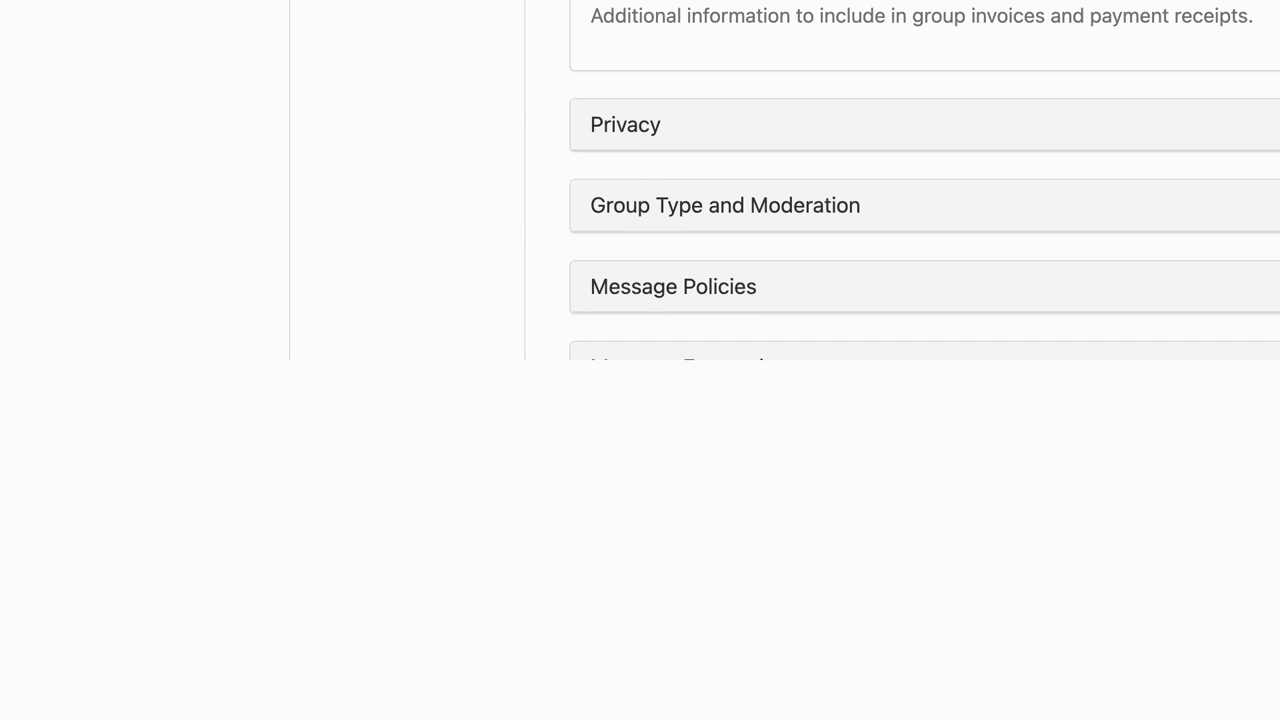 Additional information to include in group invoices and payment receipts.
Privacy
Group Type and Moderation
Message Policies